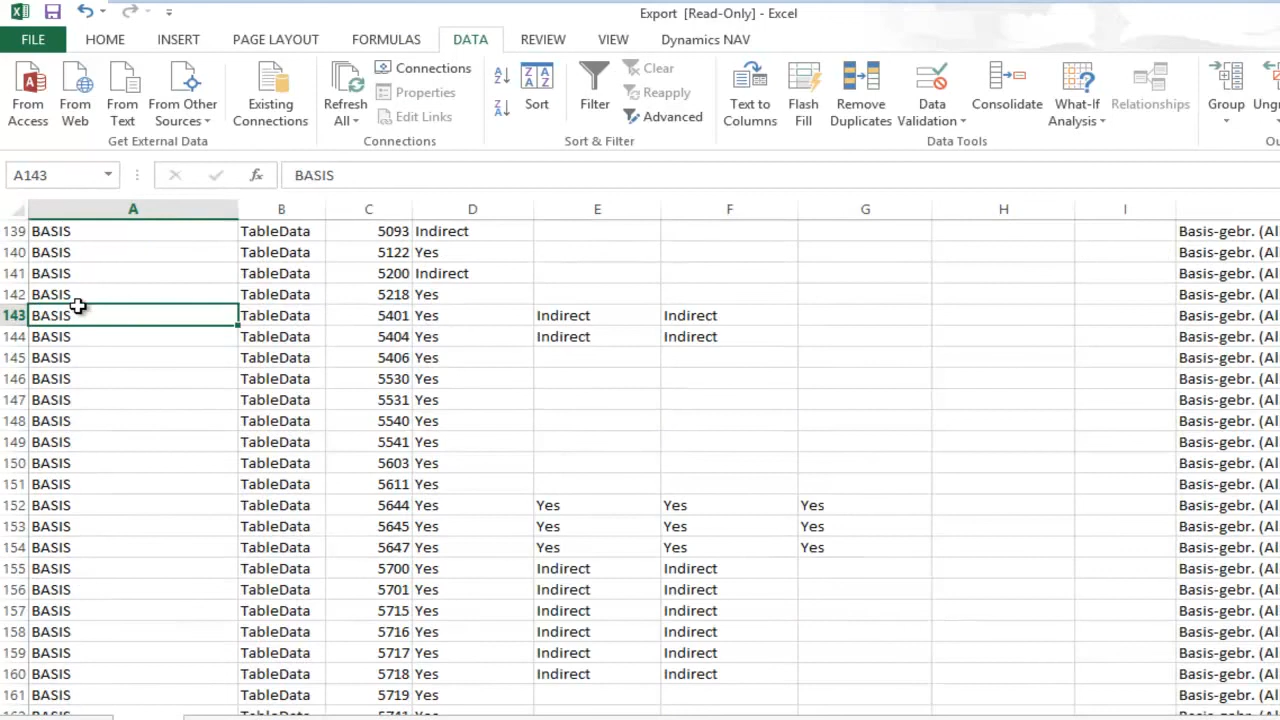 Export [Read-Only] - Excel
FILE HOME INSERT PAGE LAYOUT FORMULAS DATA REVIEW VIEW Dynamics NAV
From Access
From Web
From Text
From Other Sources
Existing Connections
Get External Data
Refresh All
Connections
Properties
Edit Links
Connections
Sort
Filter
Clear
Reapply
Advanced
Sort & Filter
Text to Columns
Flash Fill
Remove Duplicates
Data Validation
Consolidate
What-If Analysis
Relationships
Data Tools
Group
A143 fx BASIS
A B C D E F G H I
139 BASIS TableData 5093 Indirect Basis-gebr. (Al
140 BASIS TableData 5122 Yes Basis-gebr. (Al
141 BASIS TableData 5200 Indirect Basis-gebr. (Al
142 BASIS TableData 5218 Yes Basis-gebr. (Al
143 BASIS TableData 5401 Yes Indirect Indirect Basis-gebr. (Al
144 BASIS TableData 5404 Yes Indirect Indirect Basis-gebr. (Al
145 BASIS TableData 5406 Yes Basis-gebr. (Al
146 BASIS TableData 5530 Yes Basis-gebr. (Al
147 BASIS TableData 5531 Yes Basis-gebr. (Al
148 BASIS TableData 5540 Yes Basis-gebr. (Al
149 BASIS TableData 5541 Yes Basis-gebr. (Al
150 BASIS TableData 5603 Yes Basis-gebr. (Al
151 BASIS TableData 5611 Yes Basis-gebr. (Al
152 BASIS TableData 5644 Yes Yes Yes Yes Basis-gebr. (Al
153 BASIS TableData 5645 Yes Yes Yes Yes Basis-gebr. (Al
154 BASIS TableData 5647 Yes Yes Yes Yes Basis-gebr. (Al
155 BASIS TableData 5700 Yes Indirect Indirect Basis-gebr. (Al
156 BASIS TableData 5701 Yes Indirect Indirect Basis-gebr. (Al
157 BASIS TableData 5715 Yes Indirect Indirect Basis-gebr. (Al
158 BASIS TableData 5716 Yes Indirect Indirect Basis-gebr. (Al
159 BASIS TableData 5717 Yes Indirect Indirect Basis-gebr. (Al
160 BASIS TableData 5718 Yes Indirect Indirect Basis-gebr. (Al
161 BASIS TableData 5719 Yes Basis-gebr. (Al